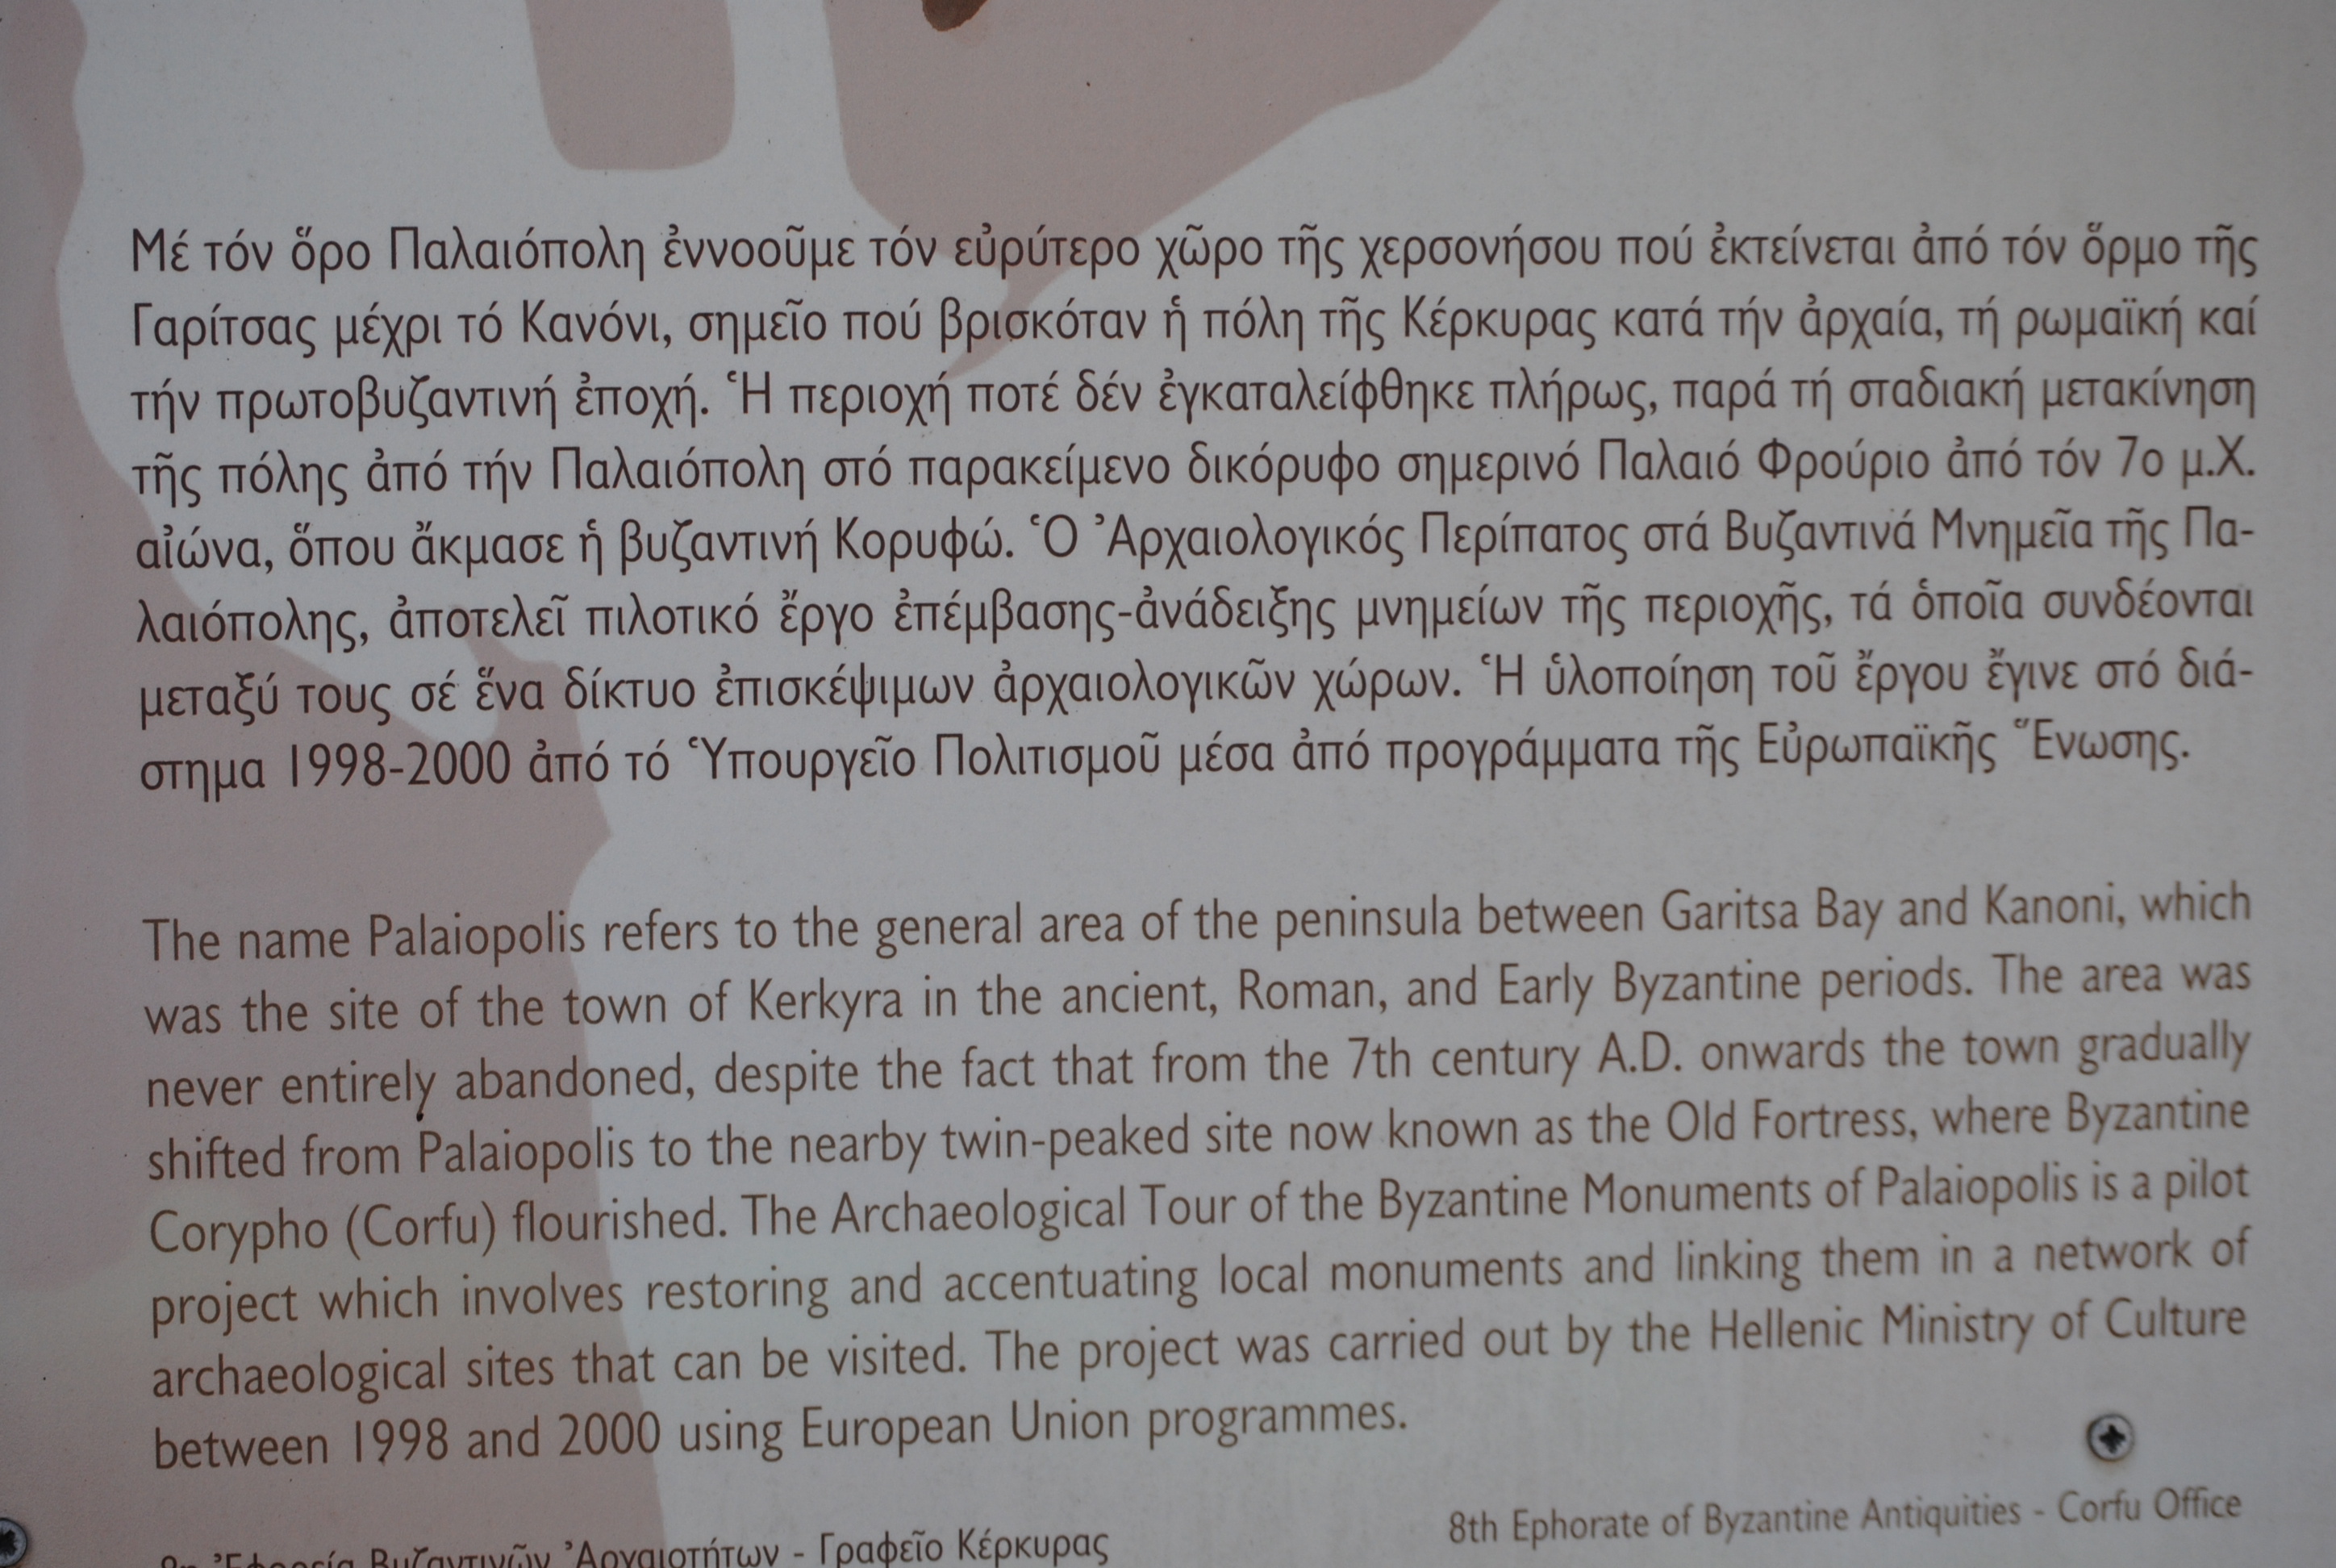 Μέ τόν ὅρο Παλαιόπολη ἐννοοῦμε τόν εὐρύτερο χῶρο τῆς χερσονήσου πού ἐκτείνεται ἀπό τόν ὅρμο τῆς
Γαρίτσας μέχρι τό Κανόνι, σημεῖο πού βρισκόταν ἡ πόλη τῆς Κέρκυρας κατά τήν ἀρχαία, τή ρωμαϊκή καί
τήν πρωτοβυζαντινή ἐποχή. Ἡ περιοχή ποτέ δέν ἐγκαταλείφθηκε πλήρως, παρά τή σταδιακή μετακίνηση
τῆς πόλης ἀπό τήν Παλαιόπολη στό παρακείμενο δικόρυφο σημερινό Παλαιό Φρούριο ἀπό τόν 7ο μ.Χ.
αἰώνα, ὅπου ἄκμασε ἡ βυζαντινή Κορυφώ. Ὁ Ἀρχαιολογικός Περίπατος στά Βυζαντινά Μνημεῖα τῆς Πα-
λαιόπολης, ἀποτελεῖ πιλοτικό ἔργο ἐπέμβασης-ἀνάδειξης μνημείων τῆς περιοχῆς, τά ὁποῖα συνδέονται
μεταξύ τους σέ ἕνα δίκτυο ἐπισκέψιμων ἀρχαιολογικῶν χώρων. Ἡ ὑλοποίηση τοῦ ἔργου ἔγινε στό διά-
στημα 1998-2000 ἀπό τό Ὑπουργεῖο Πολιτισμοῦ μέσα ἀπό προγράμματα τῆς Εὐρωπαϊκῆς Ἕνωσης.
The name Palaiopolis refers to the general area of the peninsula between Garitsa Bay and Kanoni, which
was the site of the town of Kerkyra in the ancient, Roman, and Early Byzantine periods. The area was
never entirely abandoned, despite the fact that from the 7th century A.D. onwards the town gradually
shifted from Palaiopolis to the nearby twin-peaked site now known as the Old Fortress, where Byzantine
Corypho (Corfu) flourished. The Archaeological Tour of the Byzantine Monuments of Palaiopolis is a pilot
project which involves restoring and accentuating local monuments and linking them in a network of
archaeological sites that can be visited. The project was carried out by the Hellenic Ministry of Culture
between 1998 and 2000 using European Union programmes.
8η Ἐφορεία Βυζαντινῶν Ἀρχαιοτήτων - Γραφεῖο Κέρκυρας
8th Ephorate of Byzantine Antiquities - Corfu Office